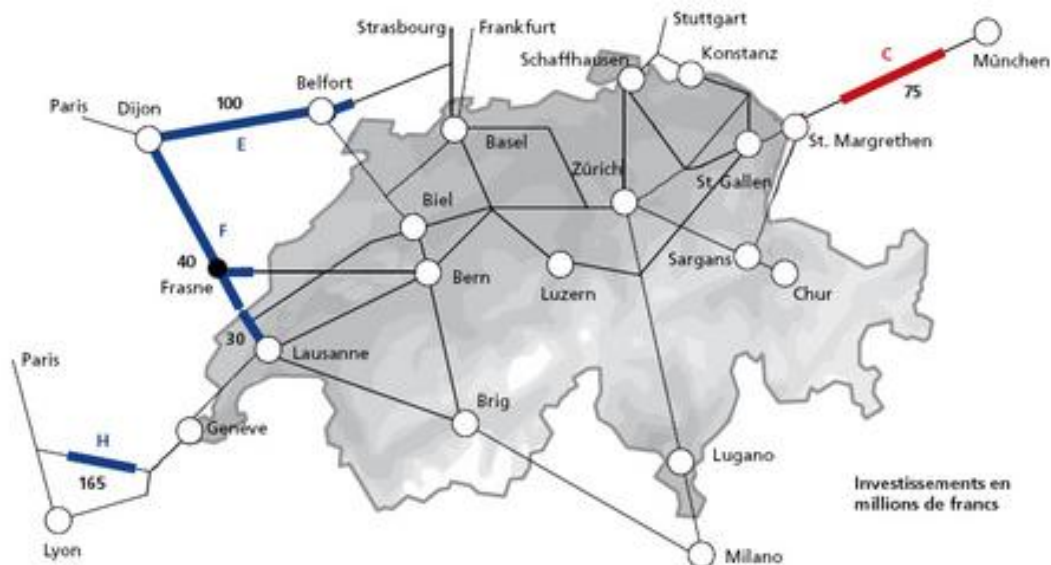 Strasbourg
Frankfurt
Stuttgart
Schaffhausen
Konstanz
C
München
75
Belfort
Paris
Dijon
100
E
Basel
Zürich
St. Gallen
St. Margrethen
Biel
F
40
Frasne
Bern
Luzern
Sargans
Chur
30
Lausanne
Paris
Brig
Genève
H
165
Lugano
Investissements en
millions de francs
Lyon
Milano